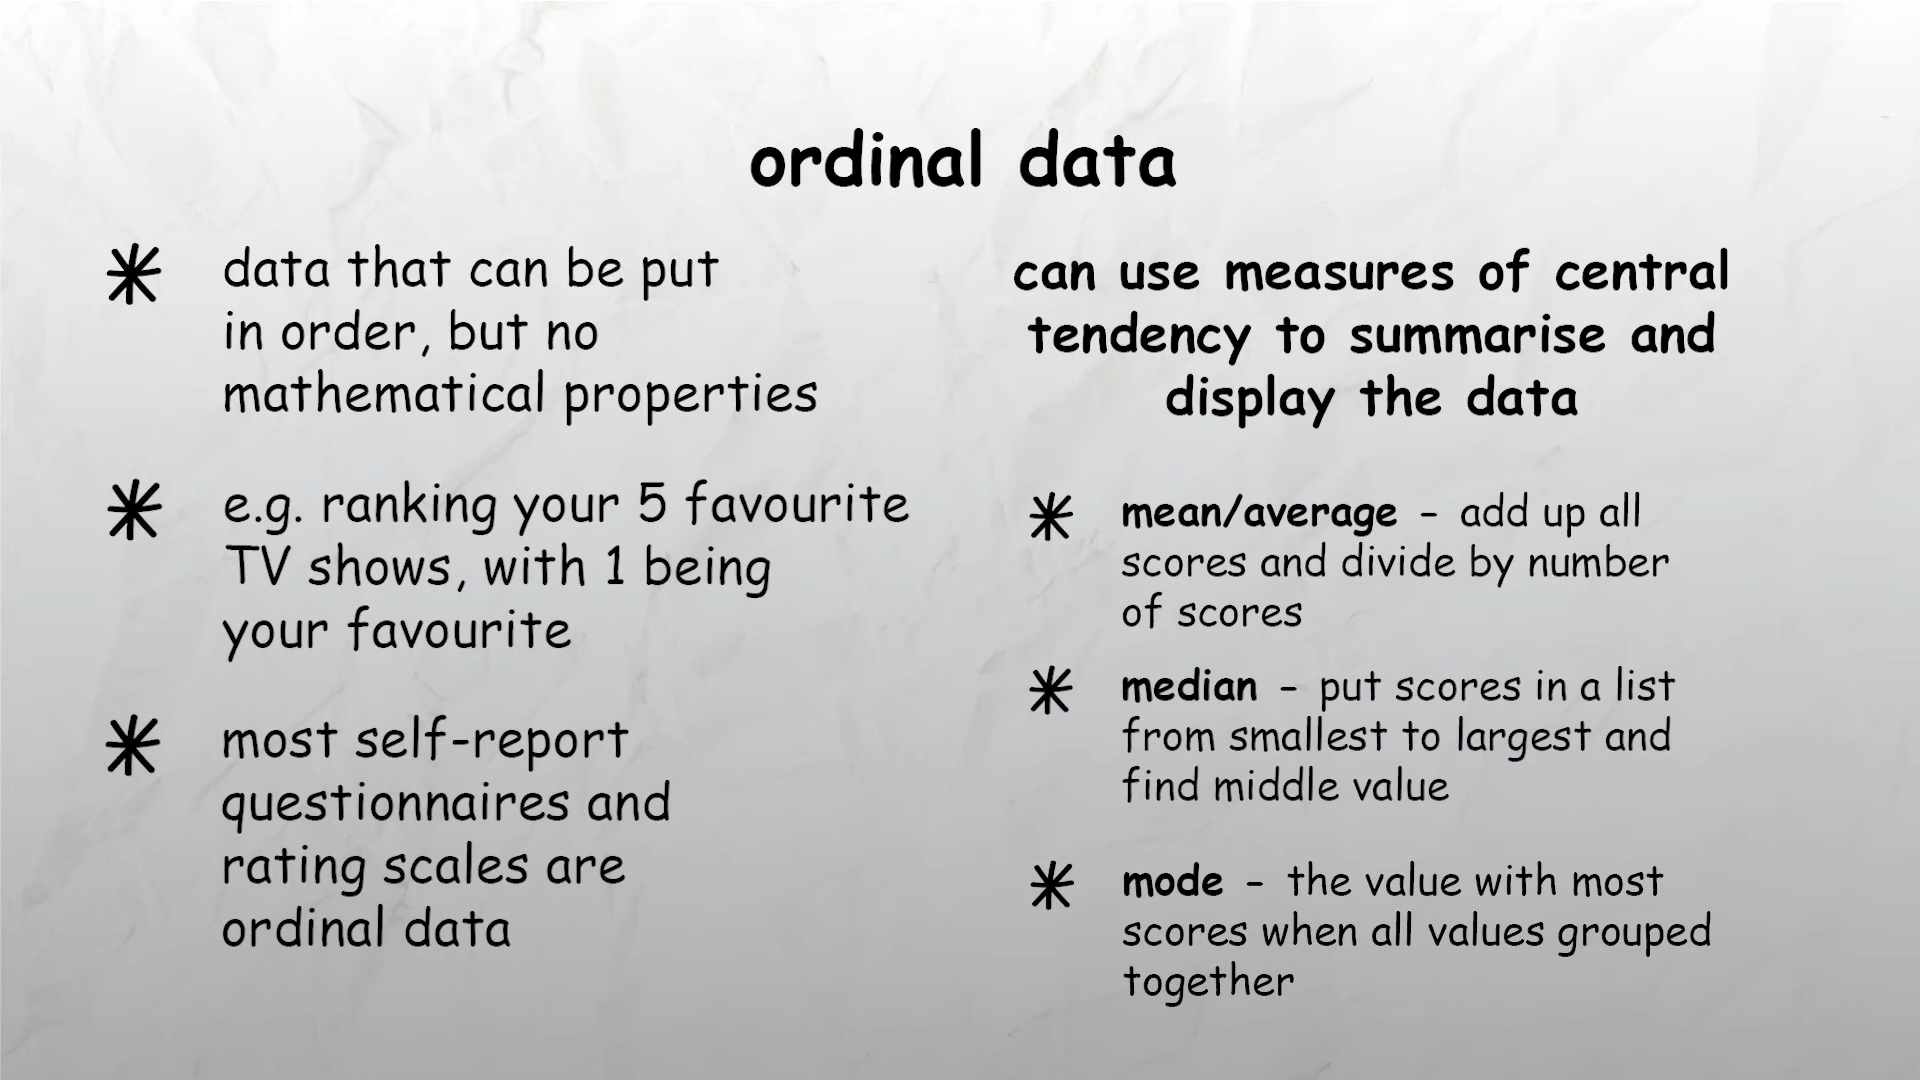 ordinal data
data that can be put
in order, but no
mathematical properties
e.g. ranking your 5 favourite
TV shows, with 1 being
your favourite
most self-report
questionnaires and
rating scales are
ordinal data
can use measures of central
tendency to summarise and
display the data
mean/average - add up all
scores and divide by number
of scores
median - put scores in a list
from smallest to largest and
find middle value
mode - the value with most
scores when all values grouped
together